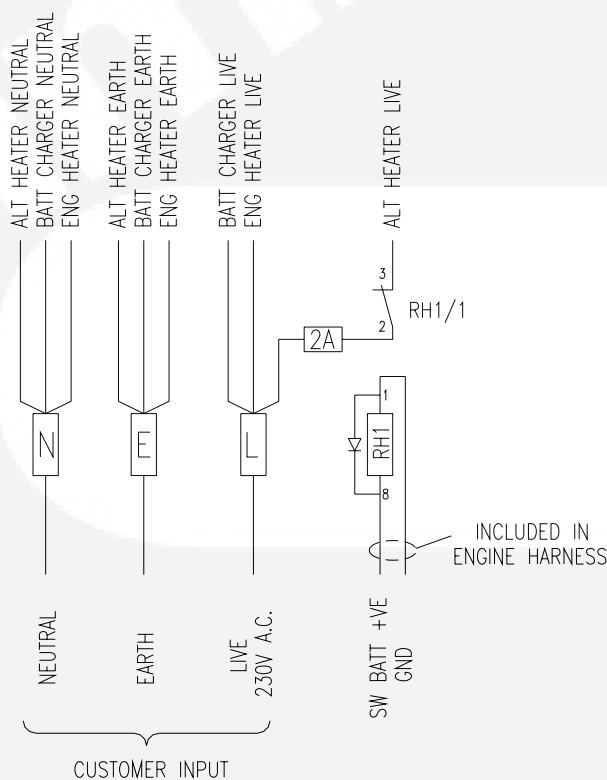 ALT HEATER NEUTRAL
BATT CHARGER NEUTRAL
ENG HEATER NEUTRAL
ALT HEATER EARTH
BATT CHARGER EARTH
ENG HEATER EARTH
BATT CHARGER LIVE
ENG HEATER LIVE
ALT HEATER LIVE
3
RH1/1
2
2A
N
E
L
1
RH1
8
INCLUDED IN
ENGINE HARNESS
NEUTRAL
EARTH
LIVE
230V A.C.
SW BATT +VE
GND
CUSTOMER INPUT